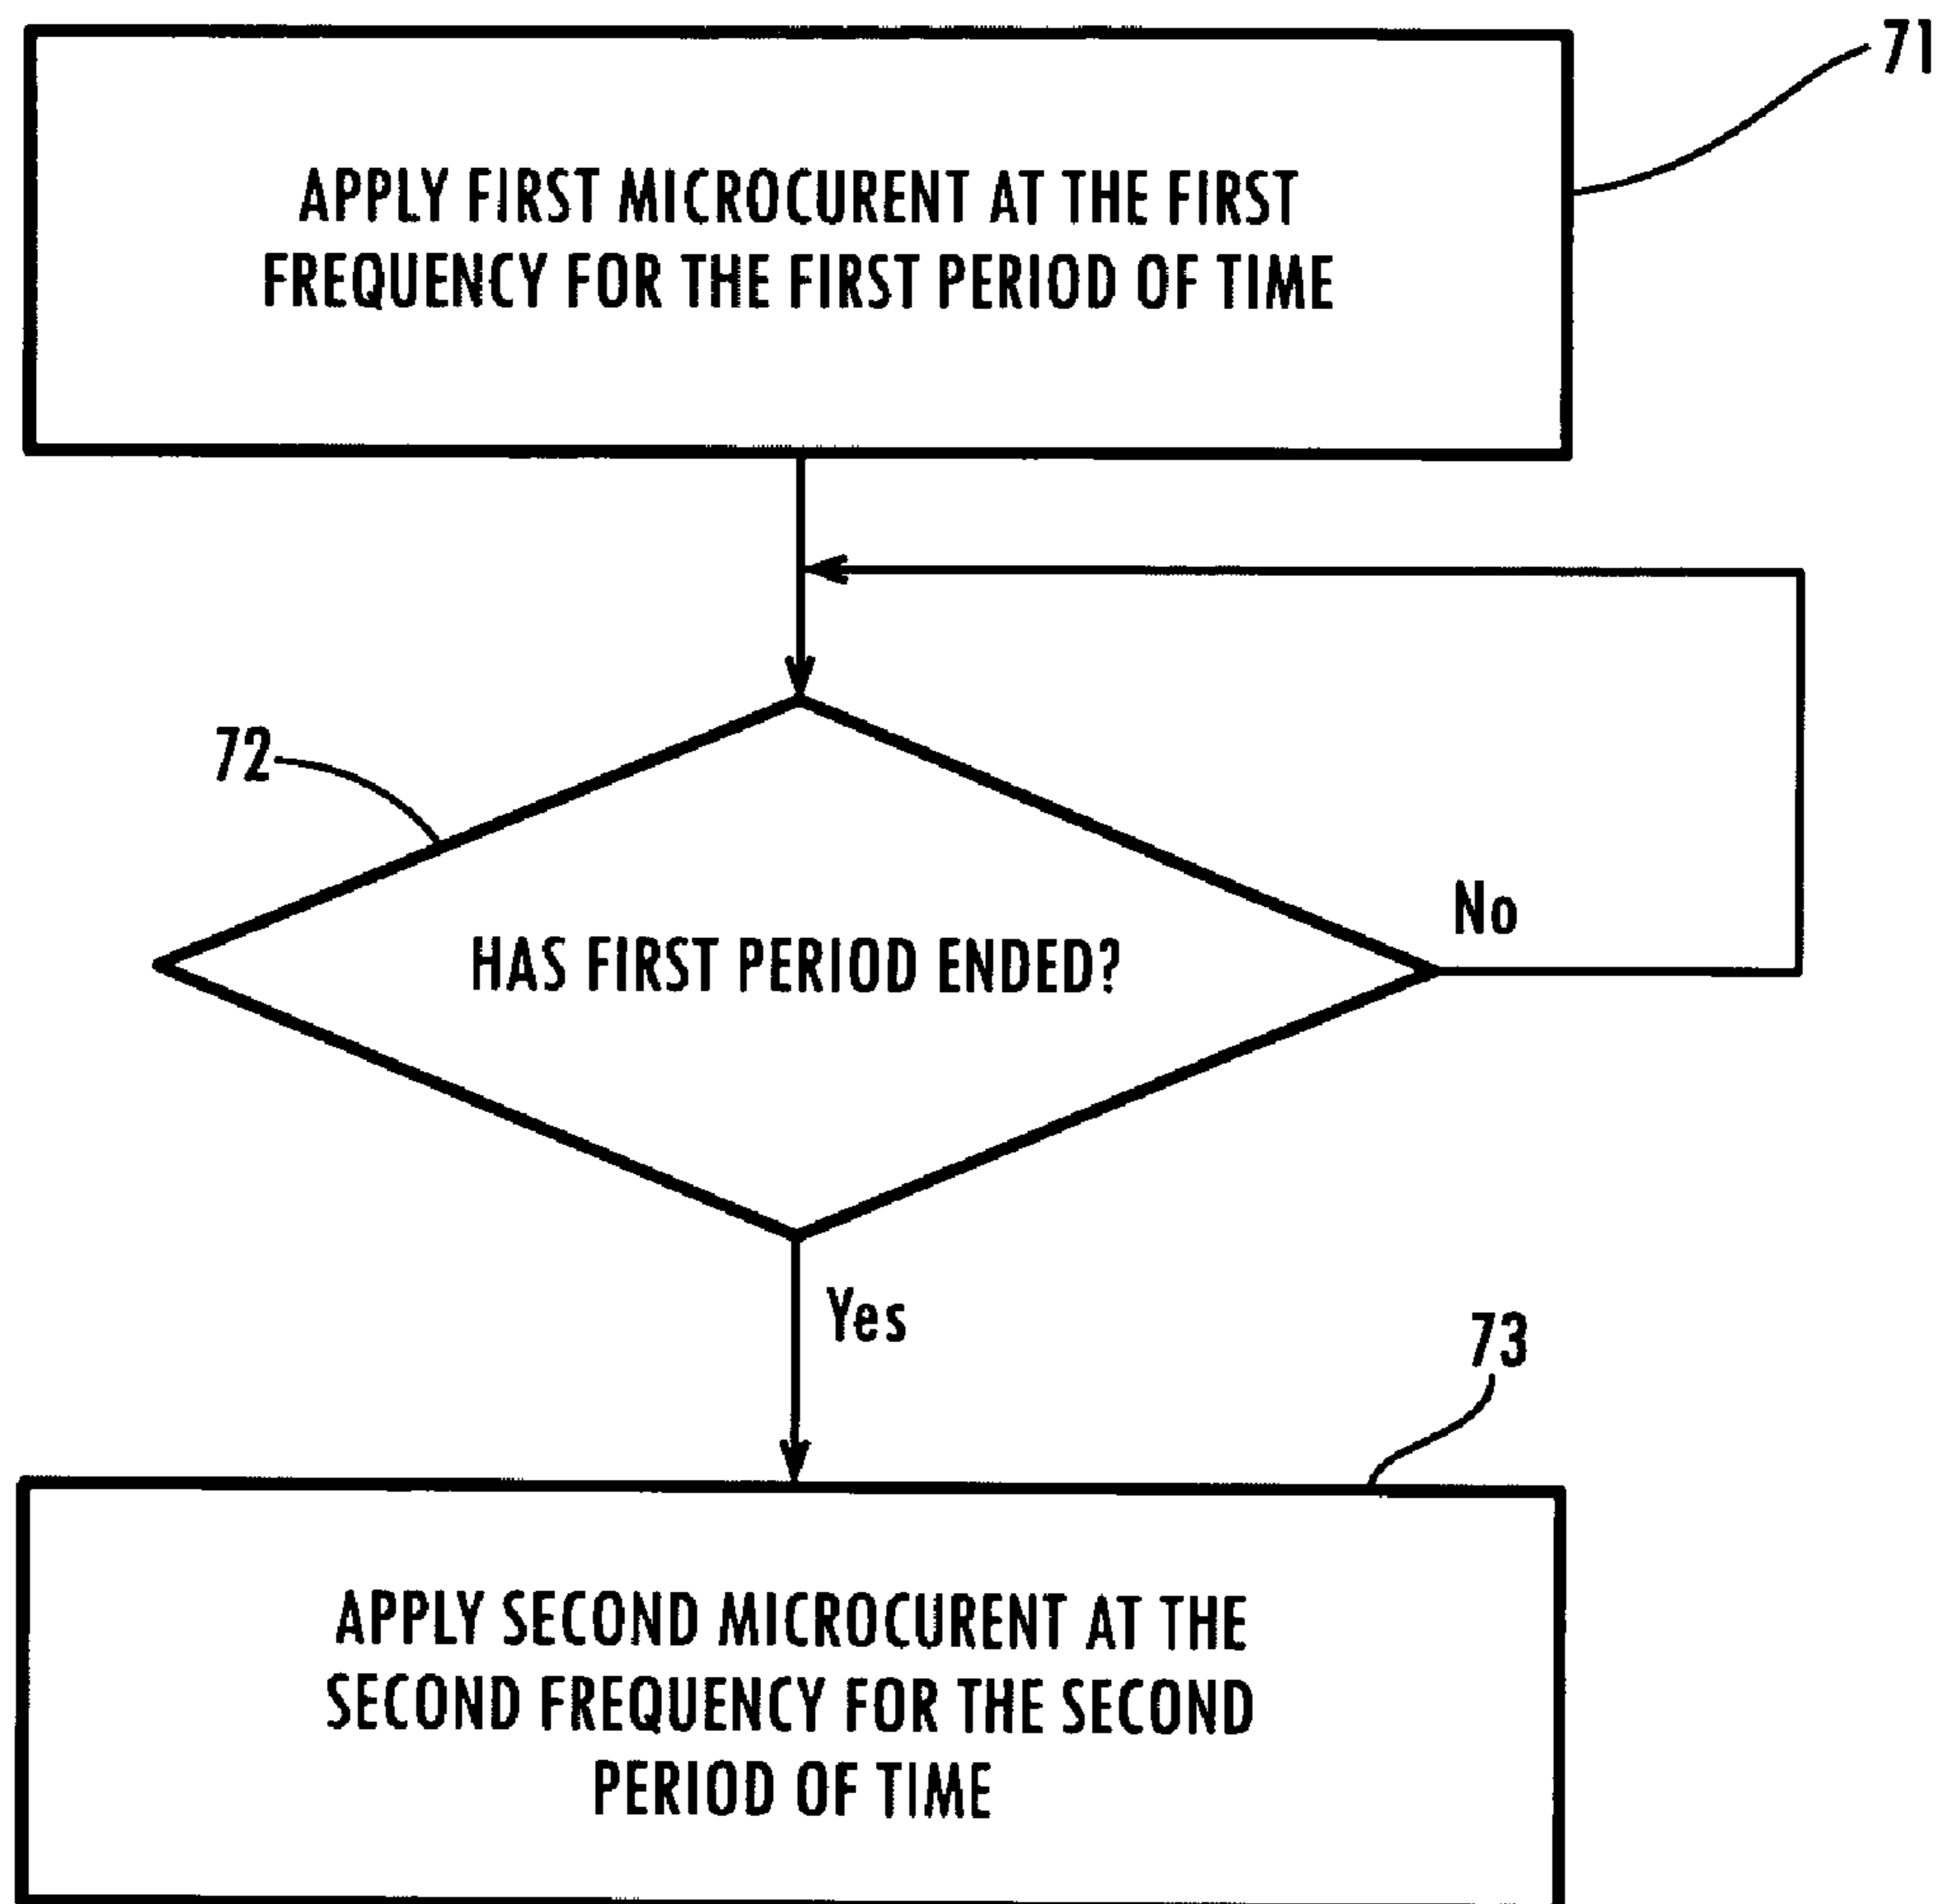 71
APPLY FIRST MICROCURENT AT THE FIRST
FREQUENCY FOR THE FIRST PERIOD OF TIME
72
No
HAS FIRST PERIOD ENDED?
Yes
73
APPLY SECOND MICROCURENT AT THE
SECOND FREQUENCY FOR THE SECOND
PERIOD OF TIME